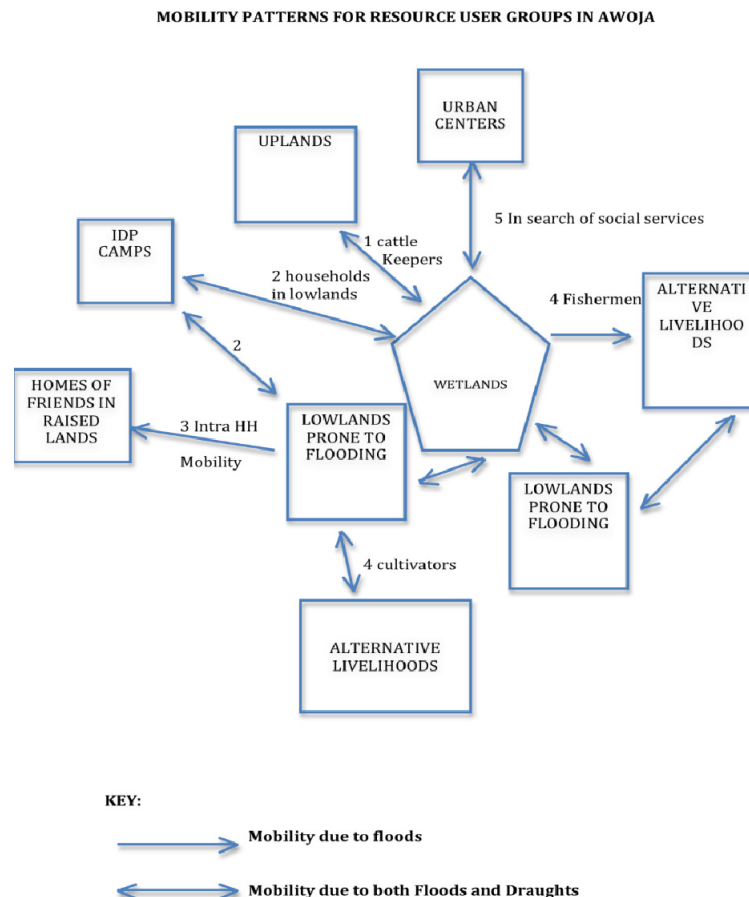 MOBILITY PATTERNS FOR RESOURCE USER GROUPS IN AWOJA
URBAN
CENTERS
UPLANDS
5 In search of social services
IDP
CAMPS
1 cattle
Keepers
2 households
in lowlands
4 Fishermen
ALTERNATI
VE
LIVELIHOO
DS
2
WETLANDS
HOMES OF
FRIENDS IN
RAISED
LANDS
3 Intra HH
Mobility
LOWLANDS
PRONE TO
FLOODING
LOWLANDS
PRONE TO
FLOODING
4 cultivators
ALTERNATIVE
LIVELIHOODS
KEY:
Mobility due to floods
Mobility due to both Floods and Draughts